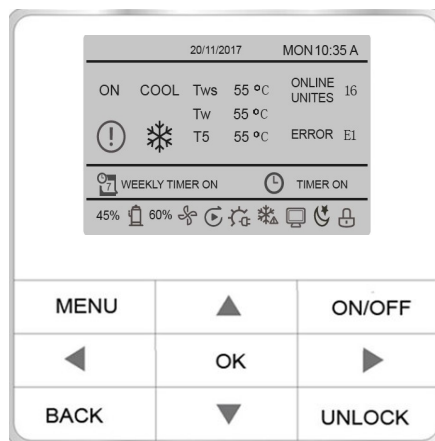 20/11/2017 MON 10:35 A
ON COOL Tws 55 °C ONLINE UNITES 16
Tw 55 °C
T5 55 °C ERROR E1
7 WEEKLY TIMER ON TIMER ON
45% 60%
MENU ON/OFF
OK
BACK UNLOCK